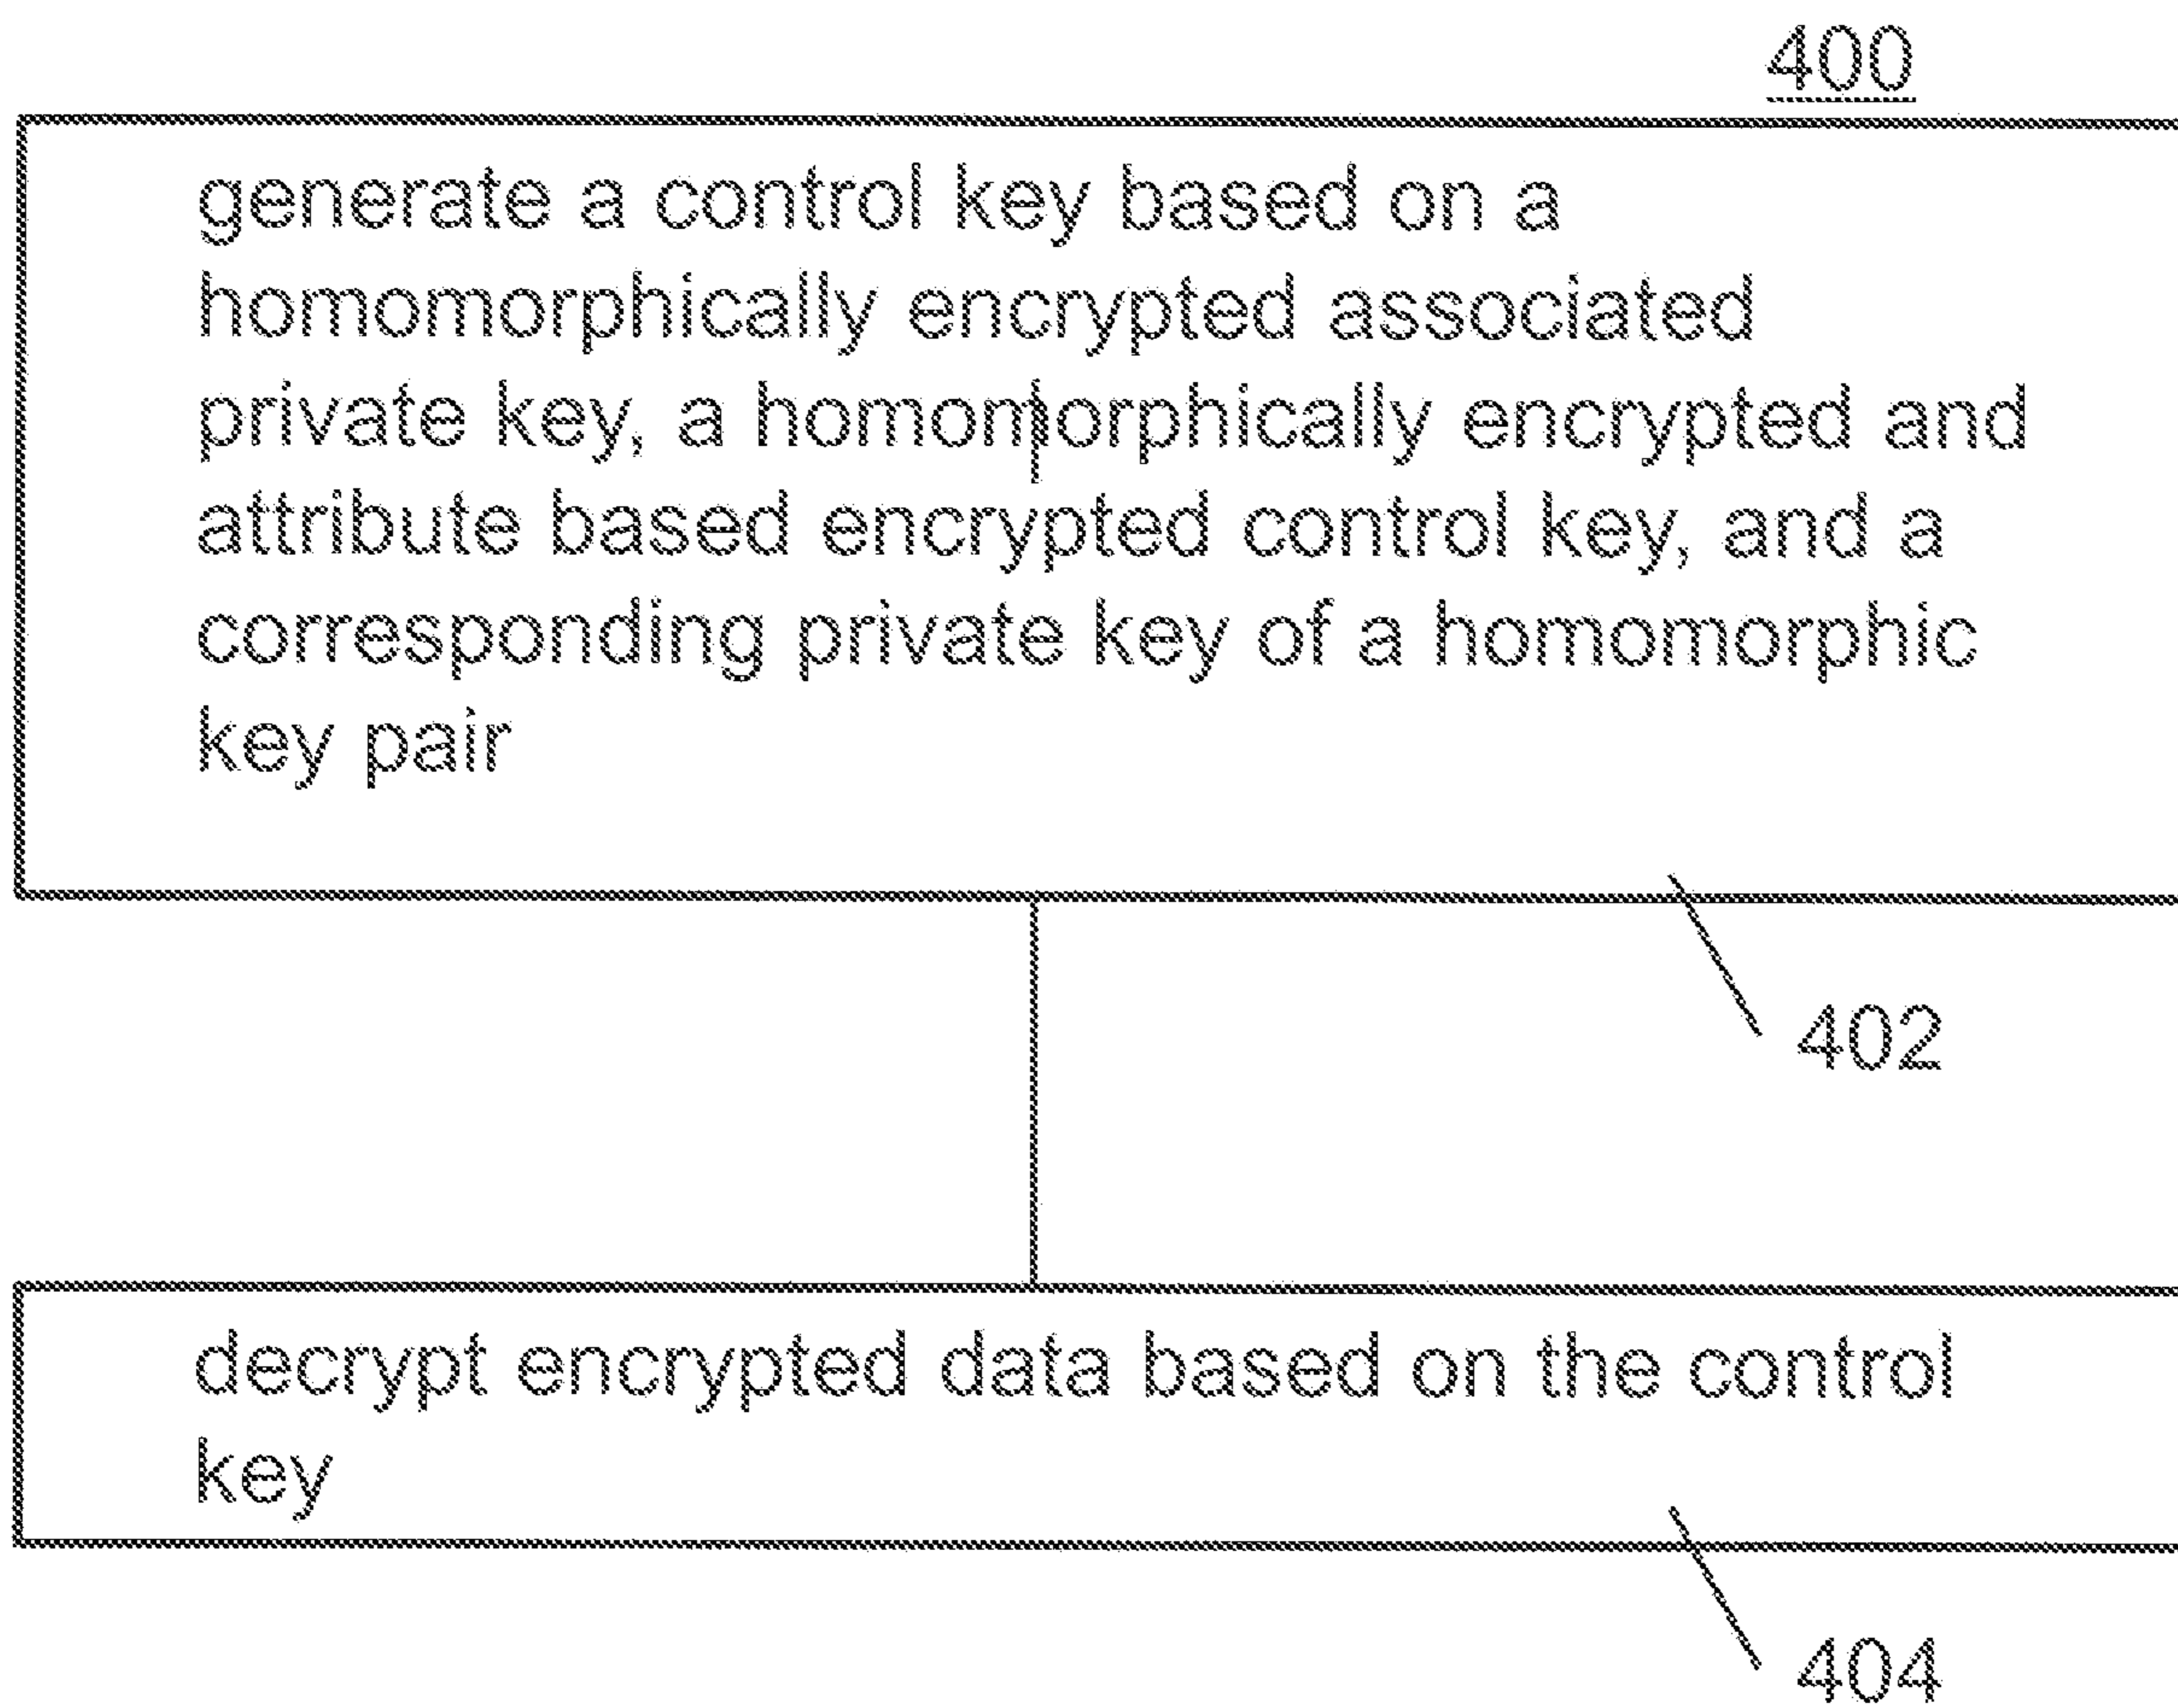 400
generate a control key based on a
homomorphically encrypted associated
private key, a homomorphically encrypted and
attribute based encrypted control key, and a
corresponding private key of a homomorphic
key pair
402
decrypt encrypted data based on the control
key
404